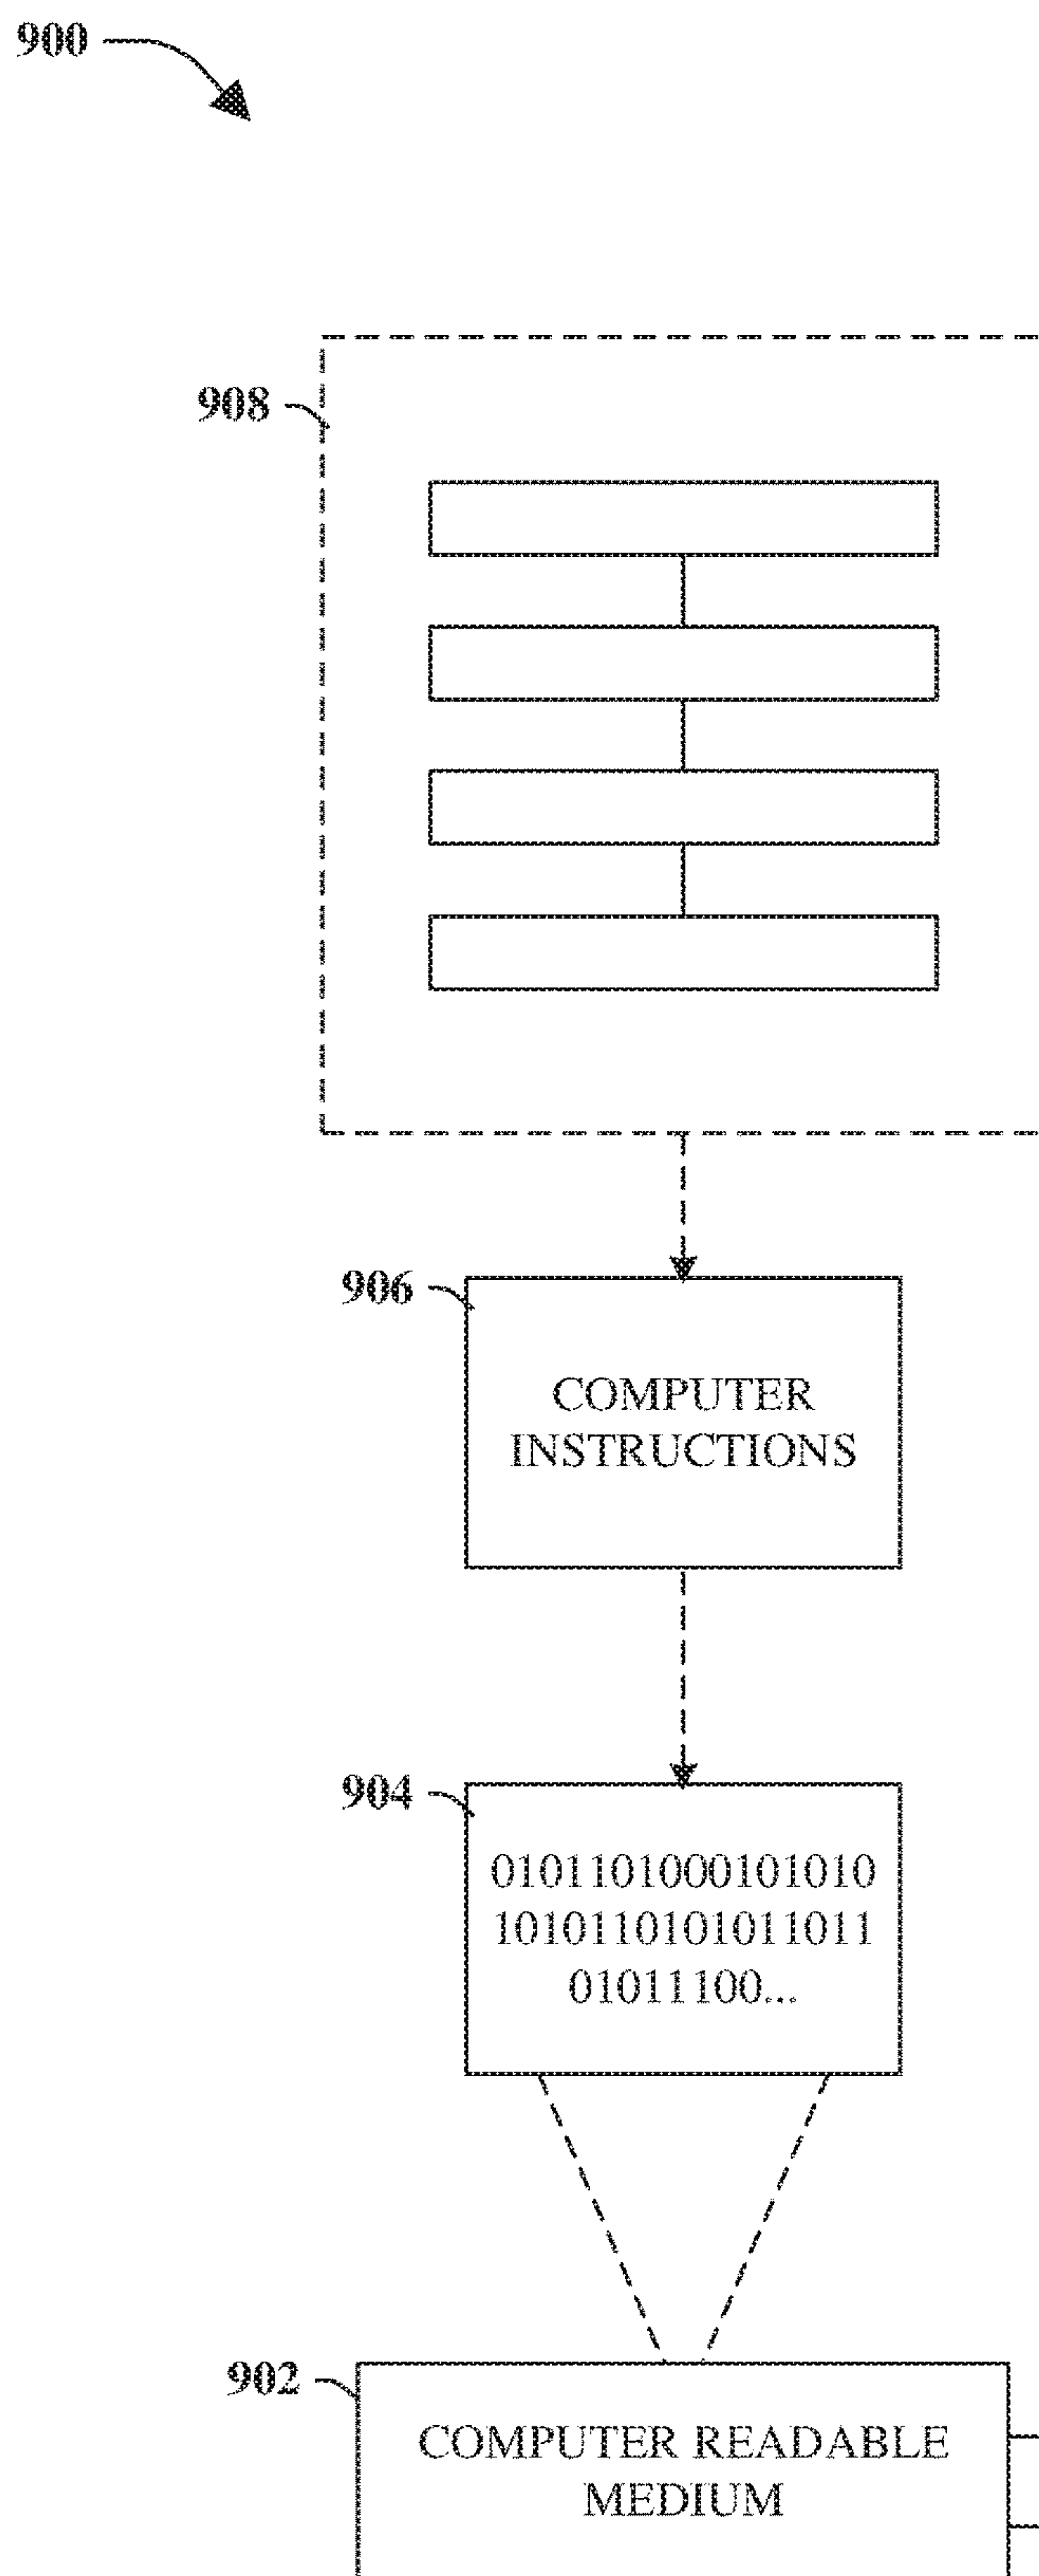 900
908
906
COMPUTER
INSTRUCTIONS
904
0101101000101010
1010110101011011
01011100...
902
COMPUTER READABLE
MEDIUM